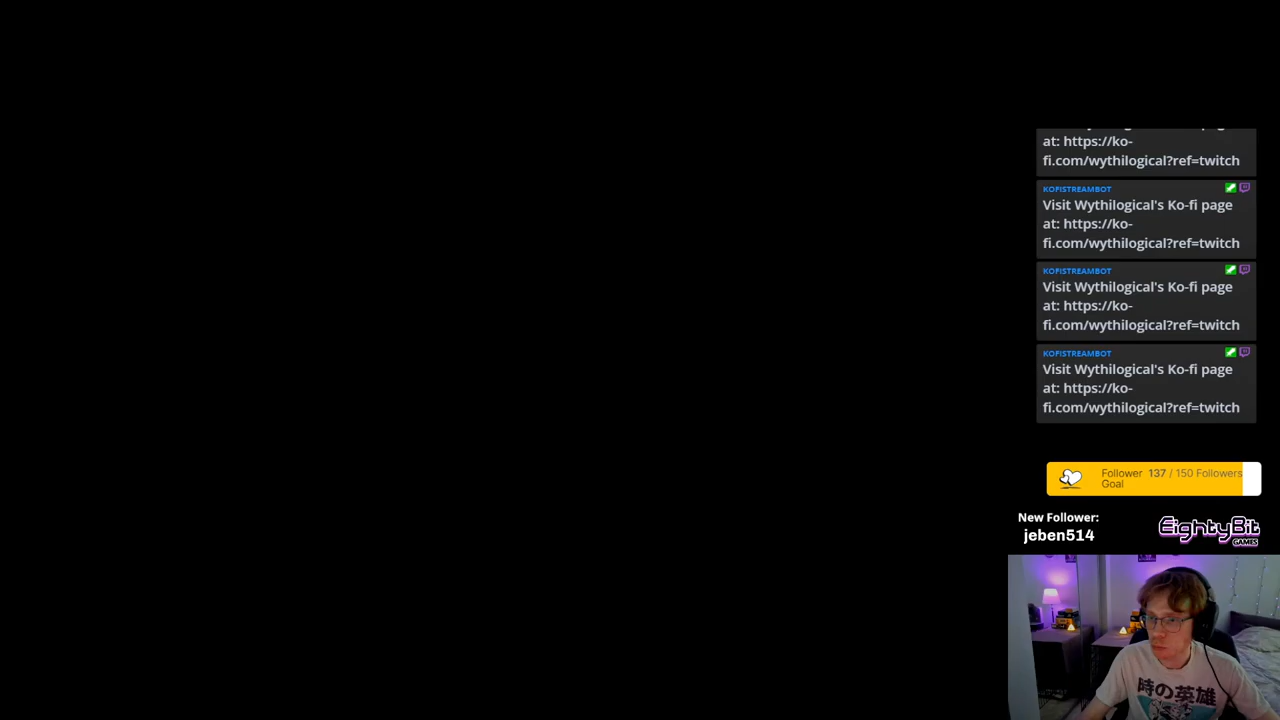 at: https://ko-
fi.com/wythilogical?ref=twitch
KOFISTREAMBOT
Visit Wythilogical's Ko-fi page
at: https://ko-
fi.com/wythilogical?ref=twitch
KOFISTREAMBOT
Visit Wythilogical's Ko-fi page
at: https://ko-
fi.com/wythilogical?ref=twitch
KOFISTREAMBOT
Visit Wythilogical's Ko-fi page
at: https://ko-
fi.com/wythilogical?ref=twitch
Follower 137 / 150 Followers
Goal
New Follower:
jeben514
EightyBit
GAMES
時の英雄